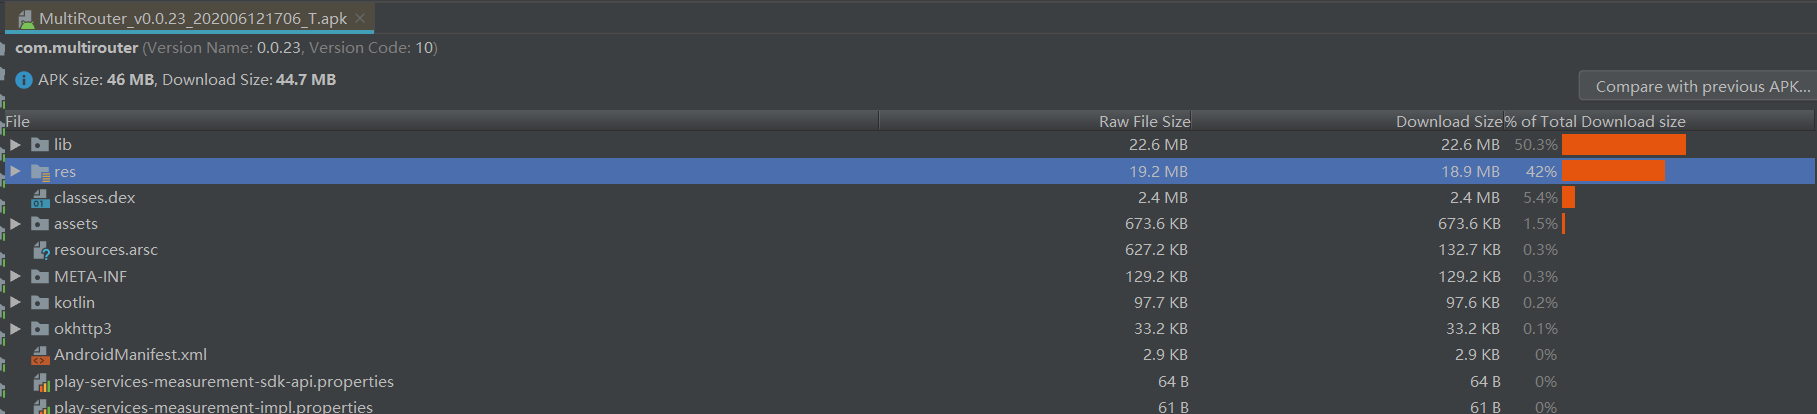 MultiRouter_v0.0.23_202006121706_T.apk
com.multirouter (Version Name: 0.0.23, Version Code: 10)
APK size: 46 MB, Download Size: 44.7 MB
Compare with previous APK...
File Raw File Size Download Size % of Total Download size
lib 22.6 MB 22.6 MB 50.3%
res 19.2 MB 18.9 MB 42%
classes.dex 2.4 MB 2.4 MB 5.4%
assets 673.6 KB 673.6 KB 1.5%
resources.arsc 627.2 KB 132.7 KB 0.3%
META-INF 129.2 KB 129.2 KB 0.3%
kotlin 97.7 KB 97.6 KB 0.2%
okhttp3 33.2 KB 33.2 KB 0.1%
AndroidManifest.xml 2.9 KB 2.9 KB 0%
play-services-measurement-sdk-api.properties 64 B 64 B 0%
play-services-measurement-impl.properties 61 B 61 B 0%